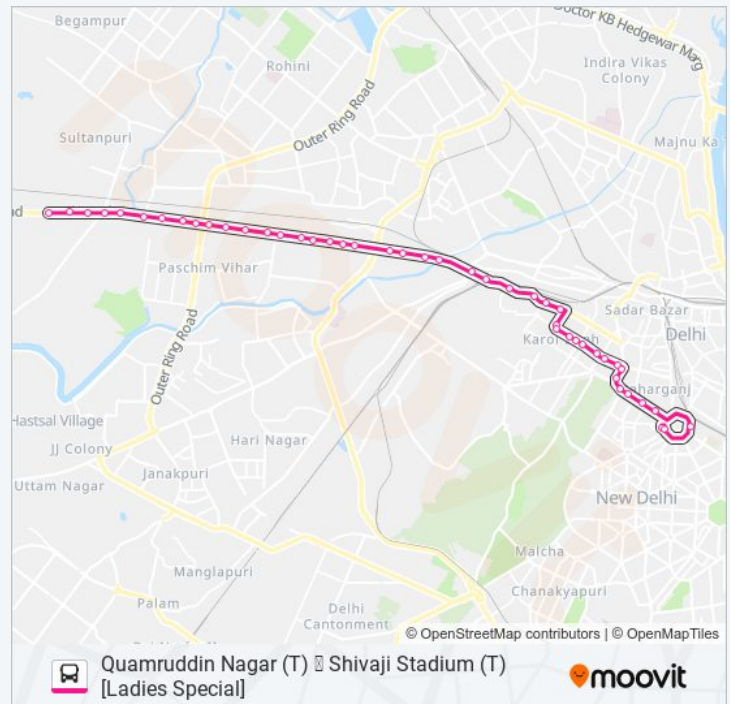 Begampur
Doctor KB Hedgewar Marg
Rohini
Indira Vikas
Colony
Outer Ring Road
Sultanpuri
Majnu Ka
Paschim Vihar
Sadar Bazar
Karol Bagh
Delhi
Outer Ring Road
Paharganj
Hastsal Village
JJ Colony
Hari Nagar
Uttam Nagar
Janakpuri
New Delhi
Malcha
Manglapuri
Chanakyapuri
Palam
Delhi
Cantonment
© OpenStreetMap contributors | © OpenMapTiles
Quamruddin Nagar (T) Shivaji Stadium (T)
[Ladies Special]
moovit